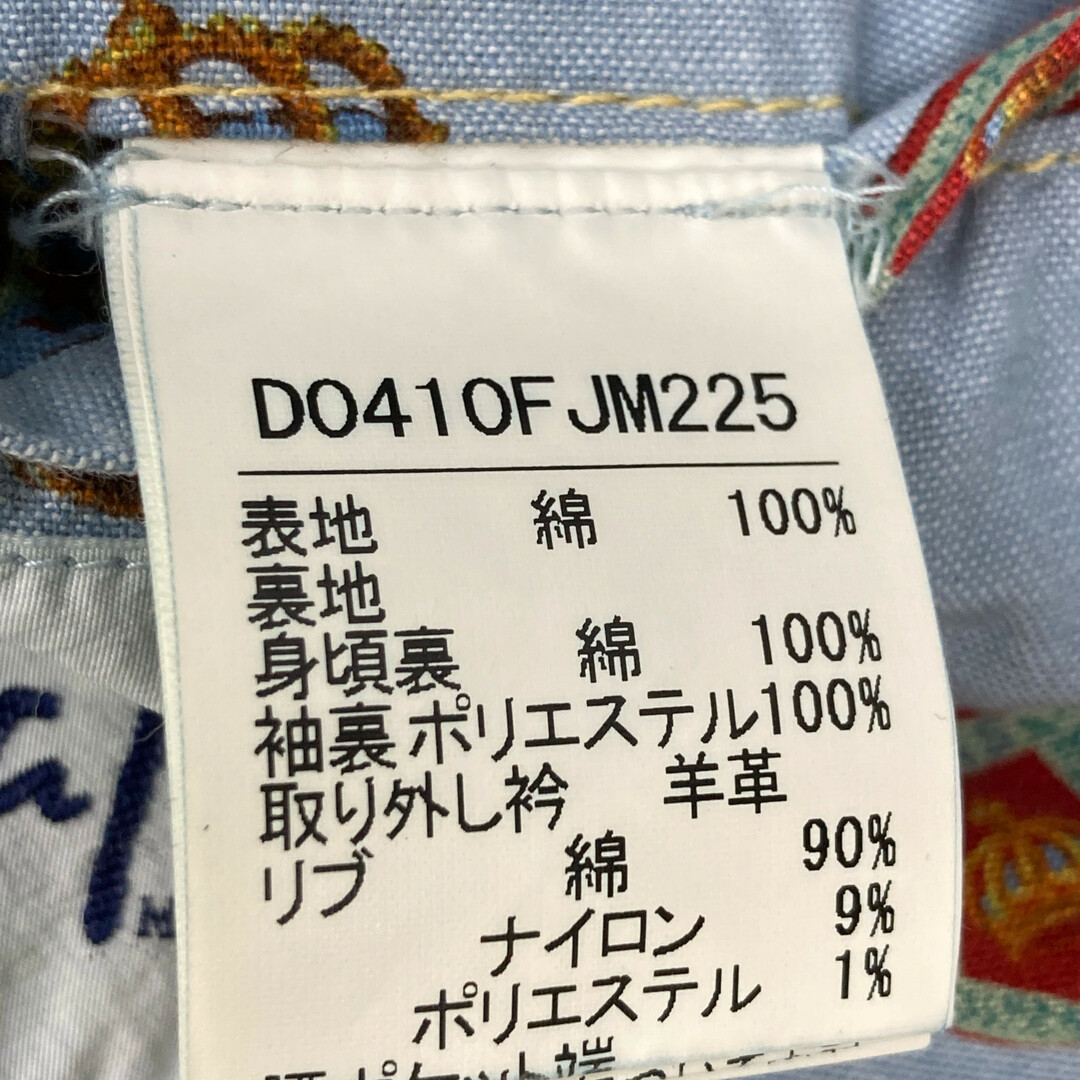 D0410FJM225
表地 綿 100%
裏地
身頃裏 綿 100%
袖裏 ポリエステル100%
取り外し衿 羊革
リブ 綿 90%
ナイロン 9%
ポリエステル 1%